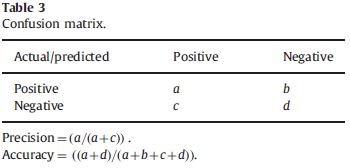 Table 3
Confusion matrix.
Actual/predicted Positive Negative
Positive a b
Negative c d
Precision=(a/(a+c)) .
Accuracy= ((a+d)/(a+b+c+d)).